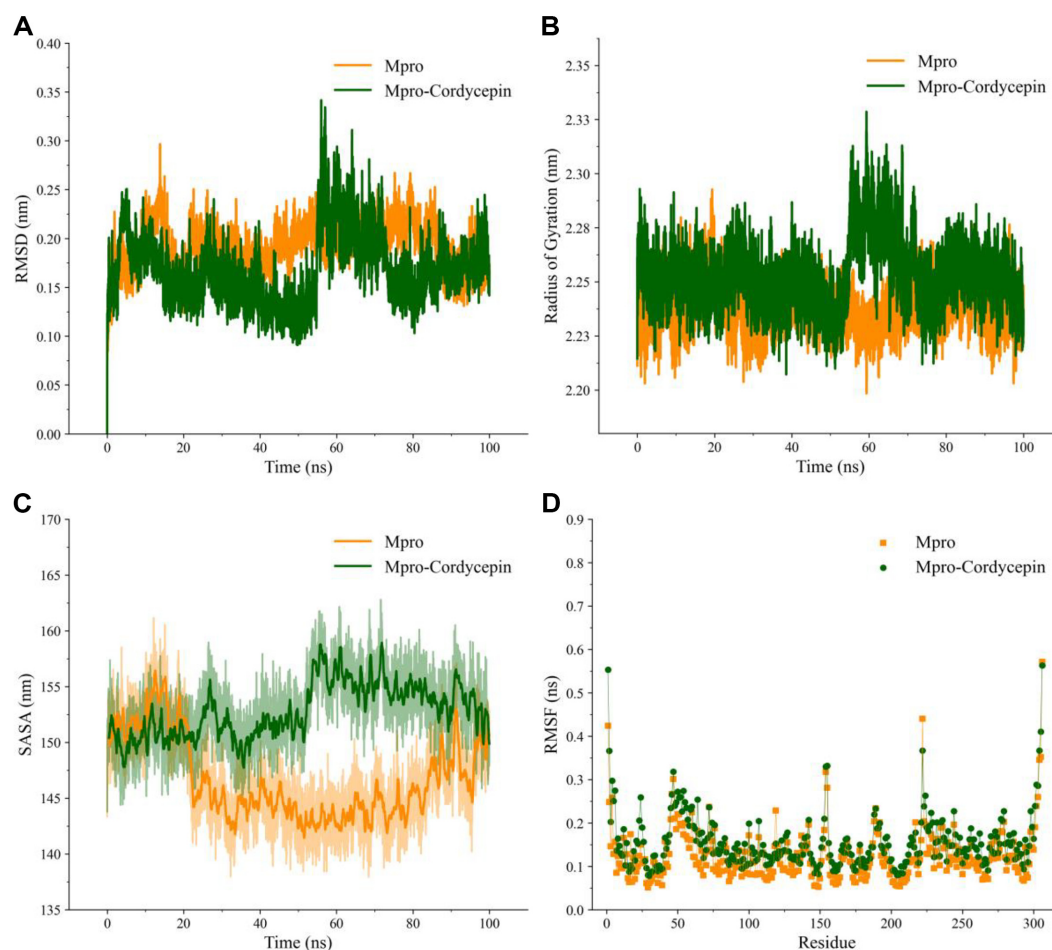 A
0.40
0.35
0.30
0.25
0.20
0.15
0.10
0.05
0.00
RMSD (nm)
Mpro
Mpro-Cordycepin
0 20 40 60 80 100
Time (ns)
B
2.35
2.33
2.30
2.28
2.25
2.23
2.20
Radius of Gyration (nm)
Mpro
Mpro-Cordycepin
0 20 40 60 80 100
Time (ns)
C
170
165
160
155
150
145
140
135
SASA (nm)
Mpro
Mpro-Cordycepin
0 20 40 60 80 100
Time (ns)
D
0.9
0.8
0.7
0.6
0.5
0.4
0.3
0.2
0.1
0.0
RMSF (ns)
Mpro
Mpro-Cordycepin
0 50 100 150 200 250 300
Residue